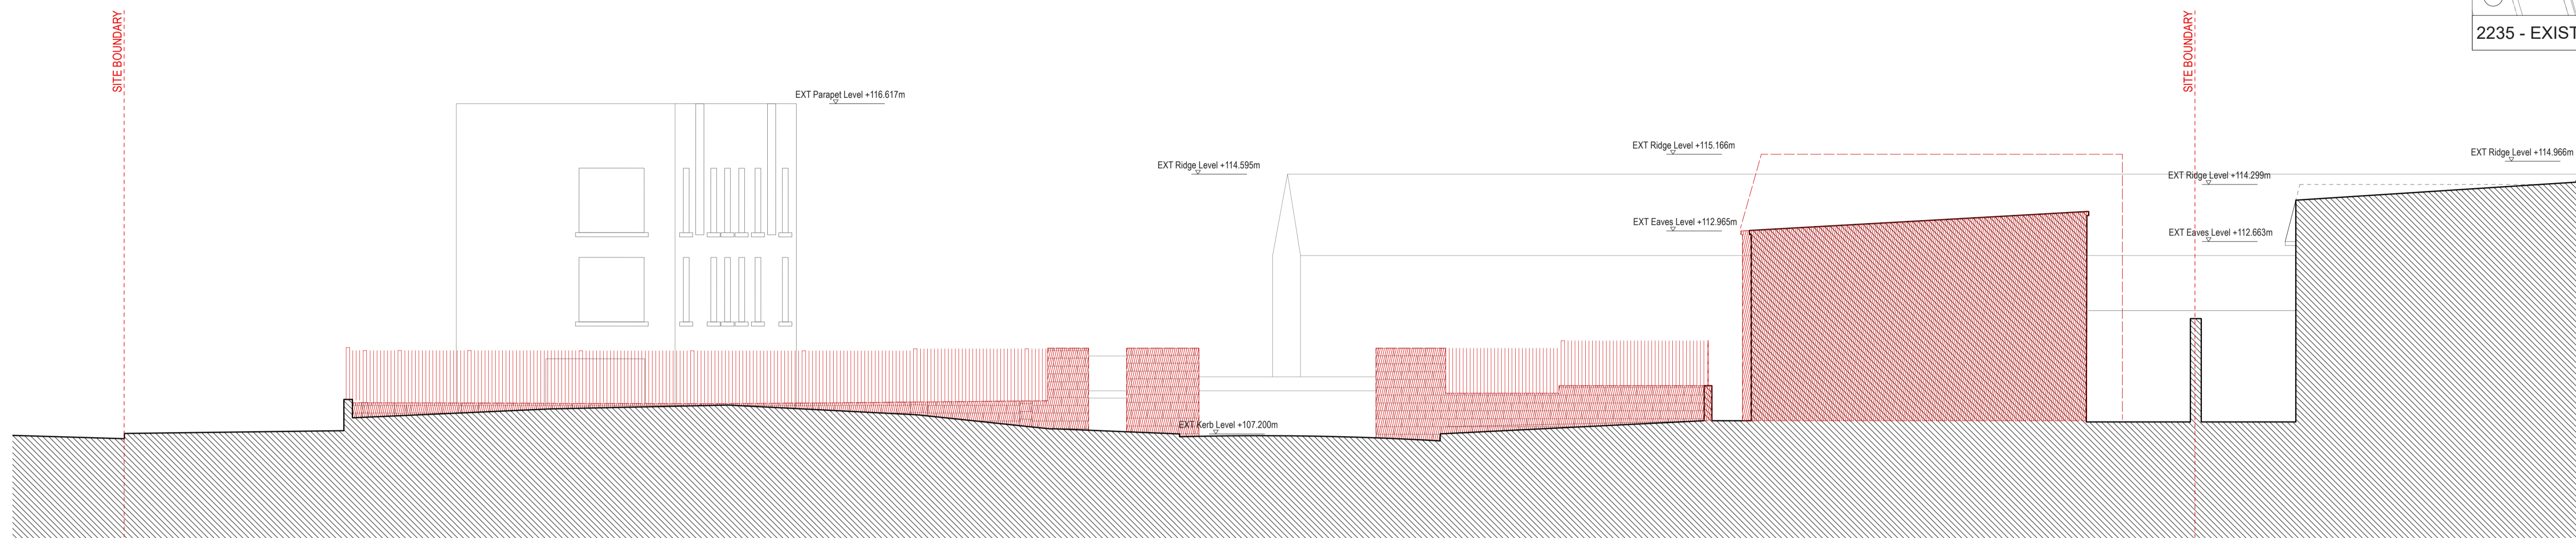 SITE BOUNDARY
SITE BOUNDARY
2235 - EXIST
EXT Parapet Level +116.617m
EXT Ridge Level +115.166m
EXT Ridge Level +114.966m
EXT Ridge Level +114.595m
EXT Ridge Level +114.299m
EXT Eaves Level +112.965m
EXT Eaves Level +112.663m
EXT Kerb Level +107.200m